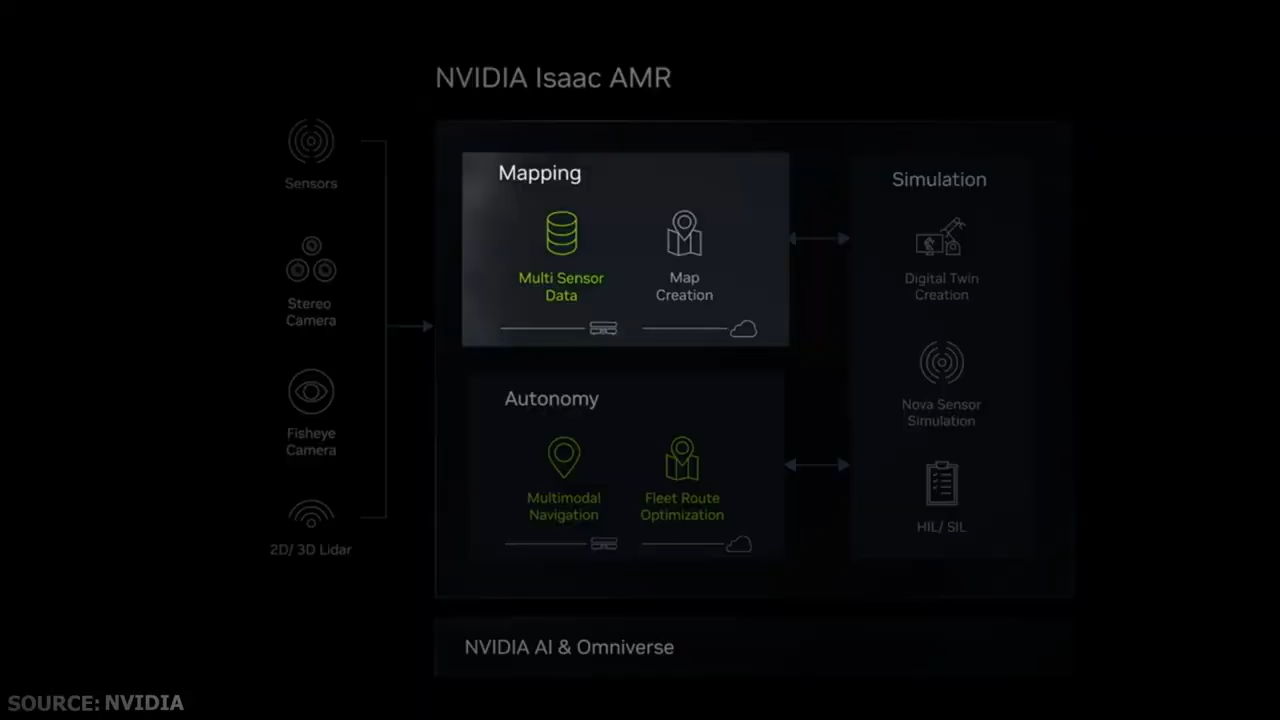 NVIDIA Isaac AMR
Sensors
Stereo
Camera
Fisheye
Camera
2D/ 3D Lidar
Mapping
Multi Sensor
Data
Map
Creation
Autonomy
Multimodal
Navigation
Fleet Route
Optimization
Simulation
Digital Twin
Creation
Nova Sensor
Simulation
HIL/ SIL
NVIDIA AI & Omniverse
SOURCE: NVIDIA